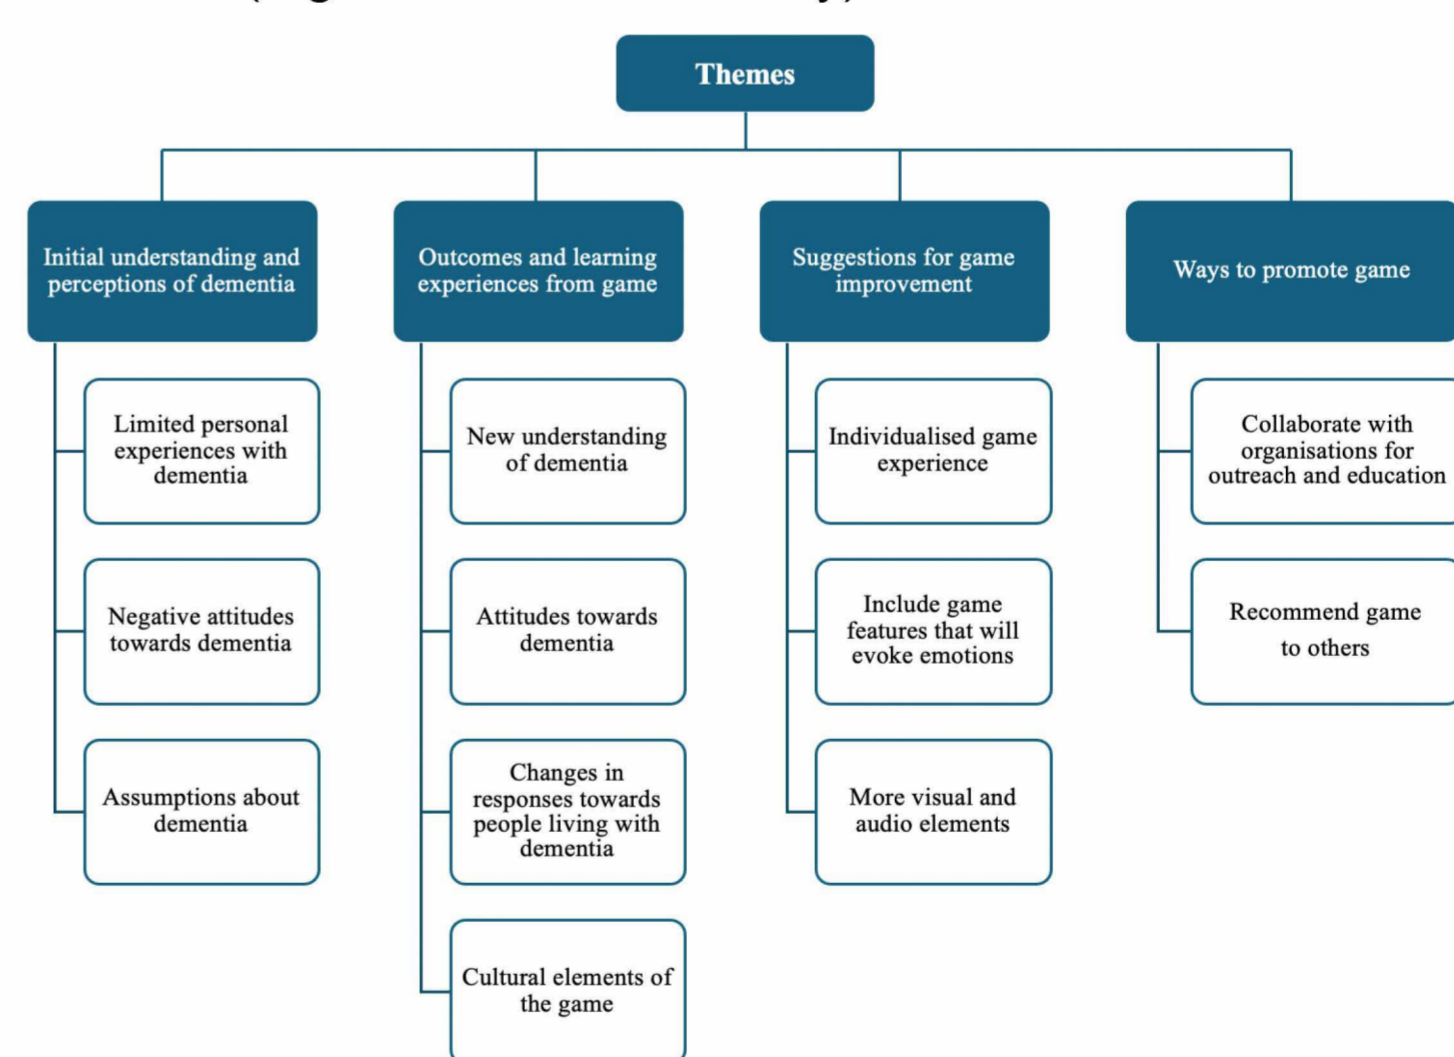 Themes
Initial understanding and
perceptions of dementia
Limited personal
experiences with
dementia
Negative attitudes
towards dementia
Assumptions about
dementia
Outcomes and learning
experiences from game
New understanding
of dementia
Attitudes towards
dementia
Changes in
responses towards
people living with
dementia
Cultural elements of
the game
Suggestions for game
improvement
Individualised game
experience
Include game
features that will
evoke emotions
More visual and
audio elements
Ways to promote game
Collaborate with
organisations for
outreach and education
Recommend game
to others